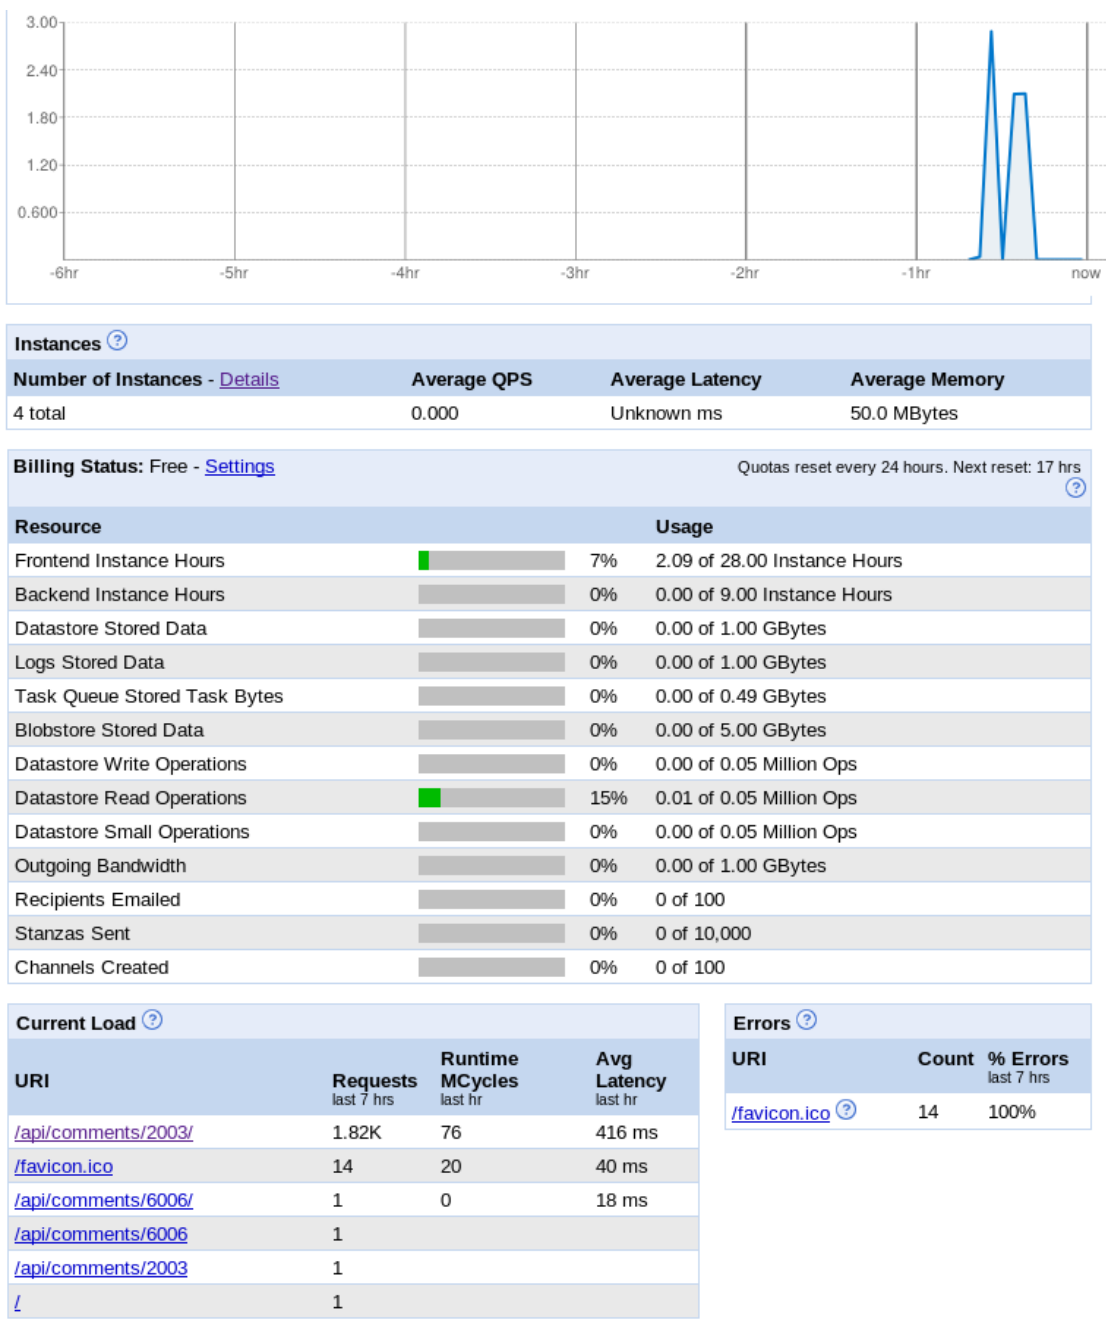 3.00
2.40
1.80
1.20
0.600
-6hr -5hr -4hr -3hr -2hr -1hr now
Instances ?
Number of Instances - Details Average QPS Average Latency Average Memory
4 total 0.000 Unknown ms 50.0 MBytes
Billing Status: Free - Settings Quotas reset every 24 hours. Next reset: 17 hrs
?
Resource Usage
Frontend Instance Hours 7% 2.09 of 28.00 Instance Hours
Backend Instance Hours 0% 0.00 of 9.00 Instance Hours
Datastore Stored Data 0% 0.00 of 1.00 GBytes
Logs Stored Data 0% 0.00 of 1.00 GBytes
Task Queue Stored Task Bytes 0% 0.00 of 0.49 GBytes
Blobstore Stored Data 0% 0.00 of 5.00 GBytes
Datastore Write Operations 0% 0.00 of 0.05 Million Ops
Datastore Read Operations 15% 0.01 of 0.05 Million Ops
Datastore Small Operations 0% 0.00 of 0.05 Million Ops
Outgoing Bandwidth 0% 0.00 of 1.00 GBytes
Recipients Emailed 0% 0 of 100
Stanzas Sent 0% 0 of 10,000
Channels Created 0% 0 of 100
Current Load ?
URI Requests last 7 hrs Runtime MCycles last hr Avg Latency last hr
/api/comments/2003/ 1.82K 76 416 ms
/favicon.ico 14 20 40 ms
/api/comments/6006/ 1 0 18 ms
/api/comments/6006 1
/api/comments/2003 1
/ 1
Errors ?
URI Count % Errors last 7 hrs
/favicon.ico ? 14 100%